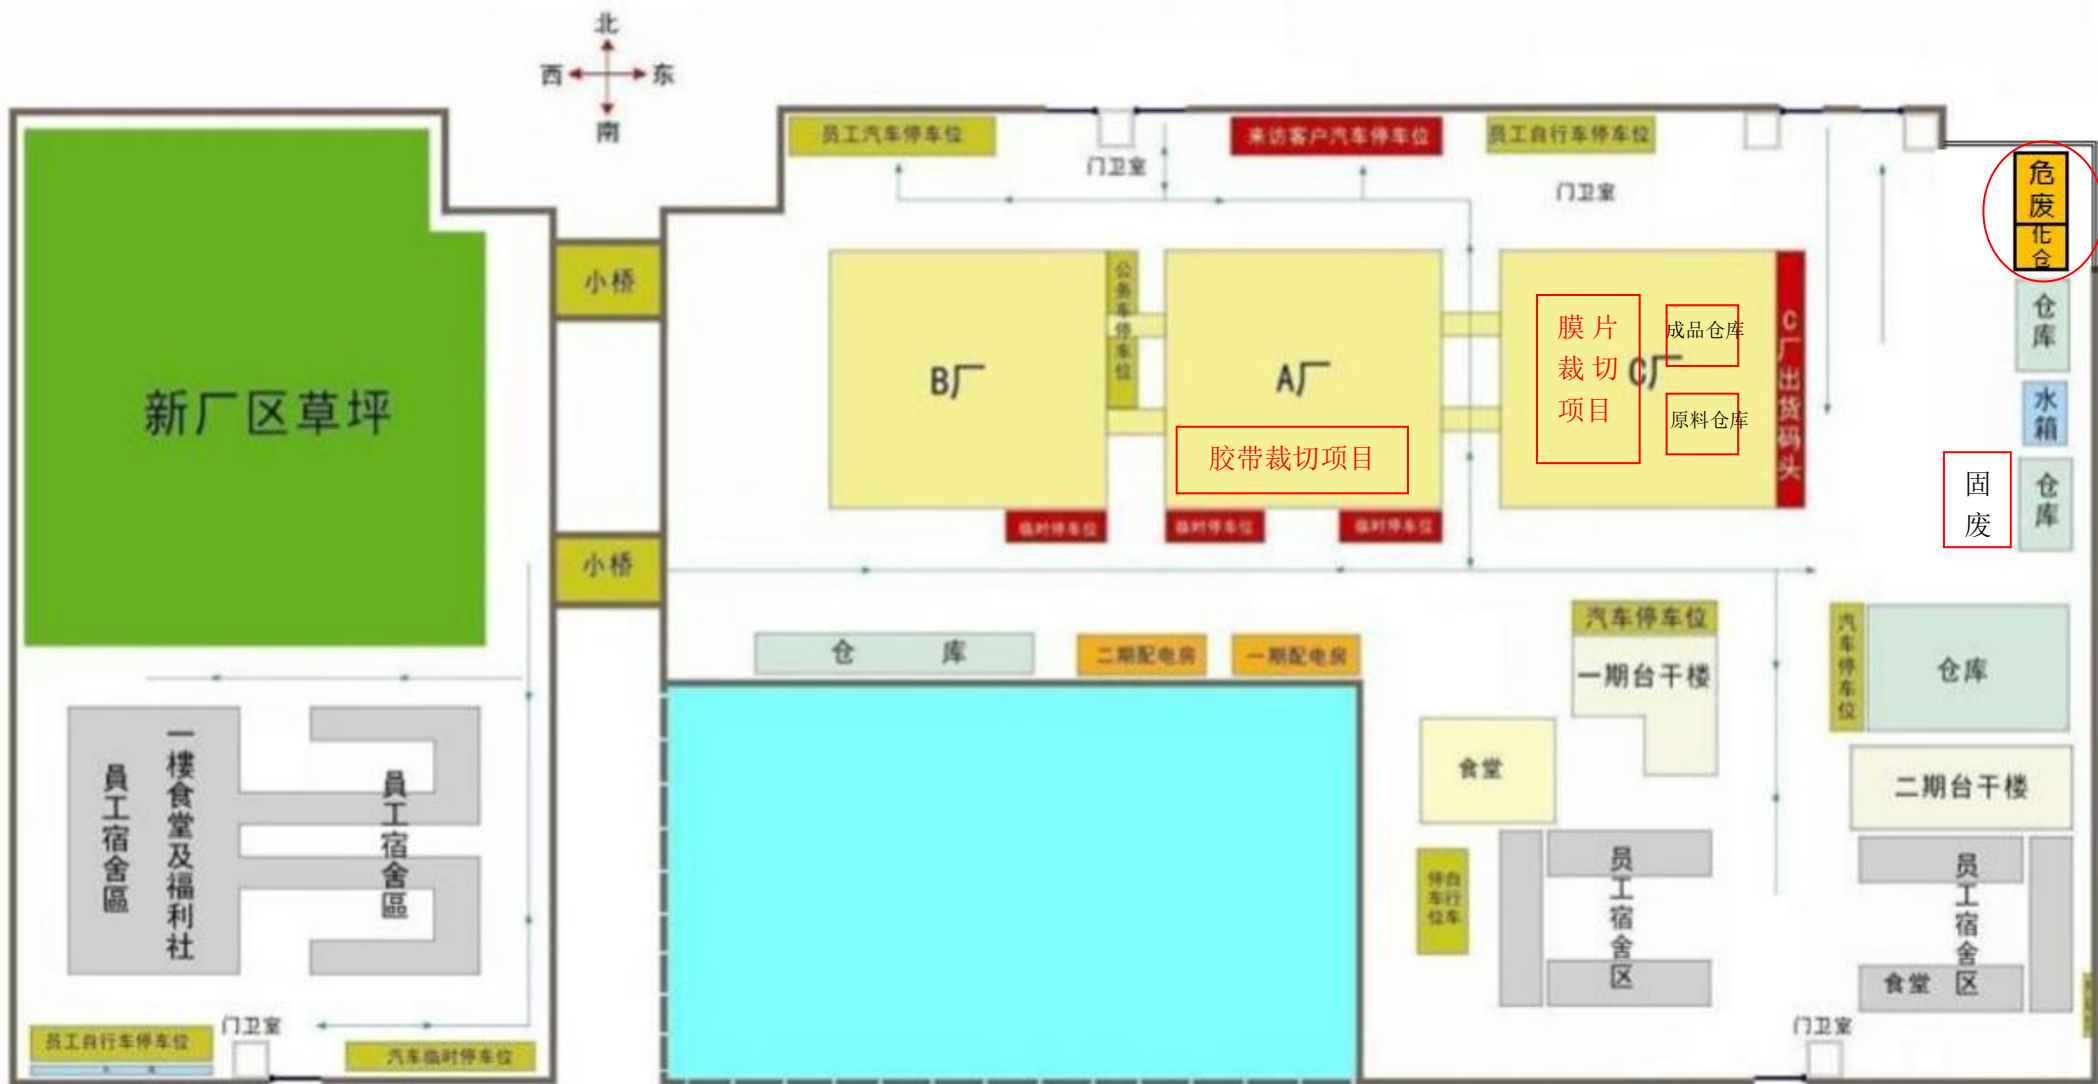 北
西 东
南
员工汽车停车位
门卫室
来访客户汽车停车位
员工自行车停车位
门卫室
危废
化仓
仓库
水箱
仓库
固废
小桥
小桥
新厂区草坪
B厂
公务车停车位
A厂
胶带裁切项目
C厂
膜片
裁切
项目
成品仓库
原料仓库
C厂出货码头
临时停车位
临时停车位
临时停车位
仓库
二期配电房
一期配电房
汽车停车位
一期台干楼
汽车停车位
仓库
二期台干楼
食堂
自行车
停车位
员工宿舍区
员工宿舍区
食堂
門工宿舍區
一樓食堂及福利社
員工宿舍區
员工自行车停车位
门卫室
汽车临时停车位
门卫室